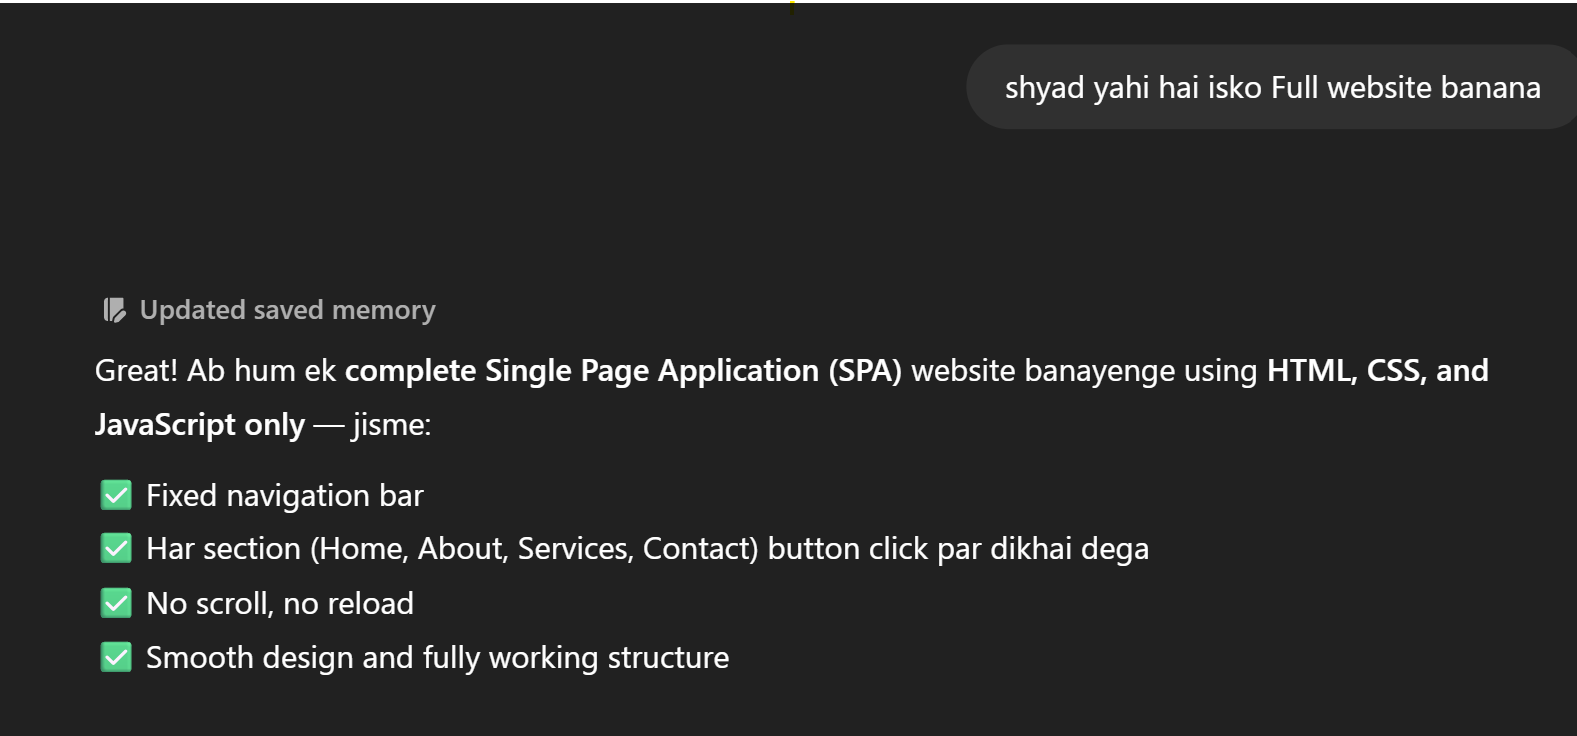 shyad yahi hai isko Full website banana
Updated saved memory
Great! Ab hum ek complete Single Page Application (SPA) website banayenge using HTML, CSS, and
JavaScript only — jisme:
✅ Fixed navigation bar
✅ Har section (Home, About, Services, Contact) button click par dikhai dega
✅ No scroll, no reload
✅ Smooth design and fully working structure